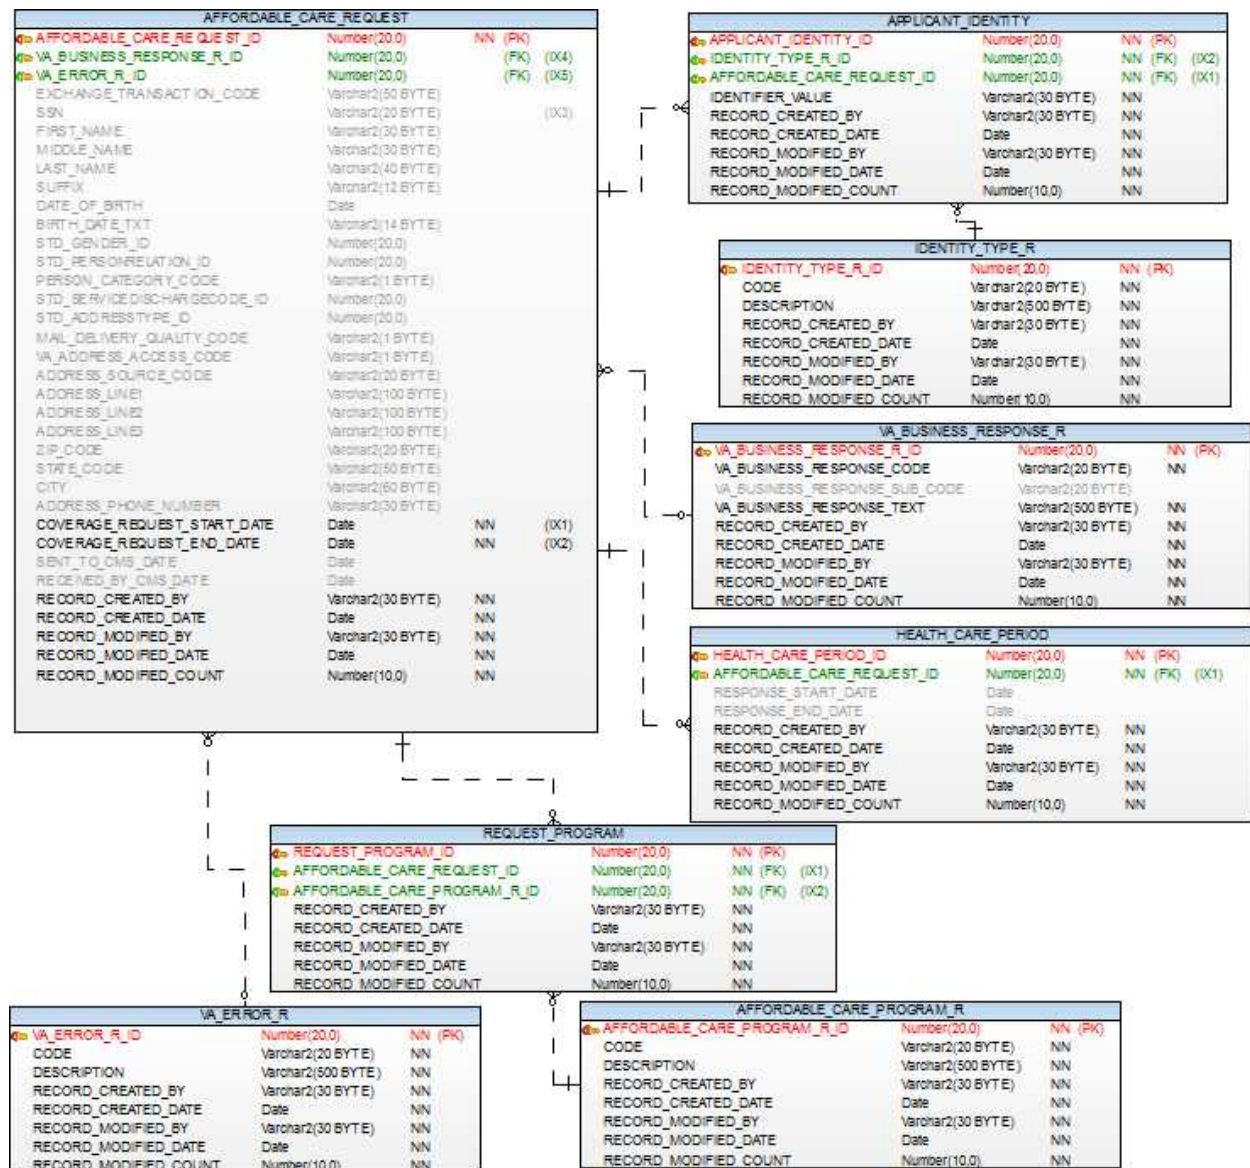 AFFORDABLE_CARE_REQUEST
AFFORDABLE_CARE_REQUEST_ID Number(20,0) NN (PK)
VA_BUSINESS_RESPONSE_R_ID Number(20,0) (FK) (IX4)
VA_ERROR_R_ID Number(20,0) (FK) (IX5)
EXCHANGE_TRANSACTION_CODE Varchar2(50 BYTE)
SSN Varchar2(20 BYTE) (IX3)
FIRST_NAME Varchar2(30 BYTE)
MIDDLE_NAME Varchar2(30 BYTE)
LAST_NAME Varchar2(40 BYTE)
SUFFIX Varchar2(12 BYTE)
DATE_OF_BIRTH Date
BIRTH_DATE_TXT Varchar2(14 BYTE)
STD_GENDER_ID Number(20,0)
STD_PERSONRELATION_ID Number(20,0)
PERSON_CATEGORY_CODE Varchar2(1 BYTE)
STD_SERVICEDISCHARGECODE_ID Number(20,0)
STD_ADDRESSTYPE_ID Number(20,0)
MAIL_DELIVERY_QUALITY_CODE Varchar2(1 BYTE)
VA_ADDRESS_ACCESS_CODE Varchar2(1 BYTE)
ADDRESS_SOURCE_CODE Varchar2(20 BYTE)
ADDRESS_LINE1 Varchar2(100 BYTE)
ADDRESS_LINE2 Varchar2(100 BYTE)
ADDRESS_LINE3 Varchar2(100 BYTE)
ZIP_CODE Varchar2(20 BYTE)
STATE_CODE Varchar2(50 BYTE)
CITY Varchar2(60 BYTE)
ADDRESS_PHONE_NUMBER Varchar2(30 BYTE)
COVERAGE_REQUEST_START_DATE Date NN (IX1)
COVERAGE_REQUEST_END_DATE Date NN (IX2)
SENT_TO_CMS_DATE Date
RECEIVED_BY_CMS_DATE Date
RECORD_CREATED_BY Varchar2(30 BYTE) NN
RECORD_CREATED_DATE Date NN
RECORD_MODIFIED_BY Varchar2(30 BYTE) NN
RECORD_MODIFIED_DATE Date NN
RECORD_MODIFIED_COUNT Number(10,0) NN
APPLICANT_IDENTITY
APPLICANT_IDENTITY_ID Number(20,0) NN (PK)
IDENTITY_TYPE_R_ID Number(20,0) NN (FK) (IX2)
AFFORDABLE_CARE_REQUEST_ID Number(20,0) NN (FK) (IX1)
IDENTIFIER_VALUE Varchar2(30 BYTE) NN
RECORD_CREATED_BY Varchar2(30 BYTE) NN
RECORD_CREATED_DATE Date NN
RECORD_MODIFIED_BY Varchar2(30 BYTE) NN
RECORD_MODIFIED_DATE Date NN
RECORD_MODIFIED_COUNT Number(10,0) NN
IDENTITY_TYPE_R
IDENTITY_TYPE_R_ID Number(20,0) NN (PK)
CODE Varchar2(20 BYTE) NN
DESCRIPTION Varchar2(500 BYTE) NN
RECORD_CREATED_BY Varchar2(30 BYTE) NN
RECORD_CREATED_DATE Date NN
RECORD_MODIFIED_BY Varchar2(30 BYTE) NN
RECORD_MODIFIED_DATE Date NN
RECORD_MODIFIED_COUNT Number(10,0) NN
VA_BUSINESS_RESPONSE_R
VA_BUSINESS_RESPONSE_R_ID Number(20,0) NN (PK)
VA_BUSINESS_RESPONSE_CODE Varchar2(20 BYTE) NN
VA_BUSINESS_RESPONSE_SUB_CODE Varchar2(20 BYTE)
VA_BUSINESS_RESPONSE_TEXT Varchar2(500 BYTE) NN
RECORD_CREATED_BY Varchar2(30 BYTE) NN
RECORD_CREATED_DATE Date NN
RECORD_MODIFIED_BY Varchar2(30 BYTE) NN
RECORD_MODIFIED_DATE Date NN
RECORD_MODIFIED_COUNT Number(10,0) NN
HEALTH_CARE_PERIOD
HEALTH_CARE_PERIOD_ID Number(20,0) NN (PK)
AFFORDABLE_CARE_REQUEST_ID Number(20,0) NN (FK) (IX1)
RESPONSE_START_DATE Date
RESPONSE_END_DATE Date
RECORD_CREATED_BY Varchar2(30 BYTE) NN
RECORD_CREATED_DATE Date NN
RECORD_MODIFIED_BY Varchar2(30 BYTE) NN
RECORD_MODIFIED_DATE Date NN
RECORD_MODIFIED_COUNT Number(10,0) NN
REQUEST_PROGRAM
REQUEST_PROGRAM_ID Number(20,0) NN (PK)
AFFORDABLE_CARE_REQUEST_ID Number(20,0) NN (FK) (IX1)
AFFORDABLE_CARE_PROGRAM_R_ID Number(20,0) NN (FK) (IX2)
RECORD_CREATED_BY Varchar2(30 BYTE) NN
RECORD_CREATED_DATE Date NN
RECORD_MODIFIED_BY Varchar2(30 BYTE) NN
RECORD_MODIFIED_DATE Date NN
RECORD_MODIFIED_COUNT Number(10,0) NN
VA_ERROR_R
VA_ERROR_R_ID Number(20,0) NN (PK)
CODE Varchar2(20 BYTE) NN
DESCRIPTION Varchar2(500 BYTE) NN
RECORD_CREATED_BY Varchar2(30 BYTE) NN
RECORD_CREATED_DATE Date NN
RECORD_MODIFIED_BY Varchar2(30 BYTE) NN
RECORD_MODIFIED_DATE Date NN
RECORD_MODIFIED_COUNT Number(10,0) NN
AFFORDABLE_CARE_PROGRAM_R
AFFORDABLE_CARE_PROGRAM_R_ID Number(20,0) NN (PK)
CODE Varchar2(20 BYTE) NN
DESCRIPTION Varchar2(500 BYTE) NN
RECORD_CREATED_BY Varchar2(30 BYTE) NN
RECORD_CREATED_DATE Date NN
RECORD_MODIFIED_BY Varchar2(30 BYTE) NN
RECORD_MODIFIED_DATE Date NN
RECORD_MODIFIED_COUNT Number(10,0) NN